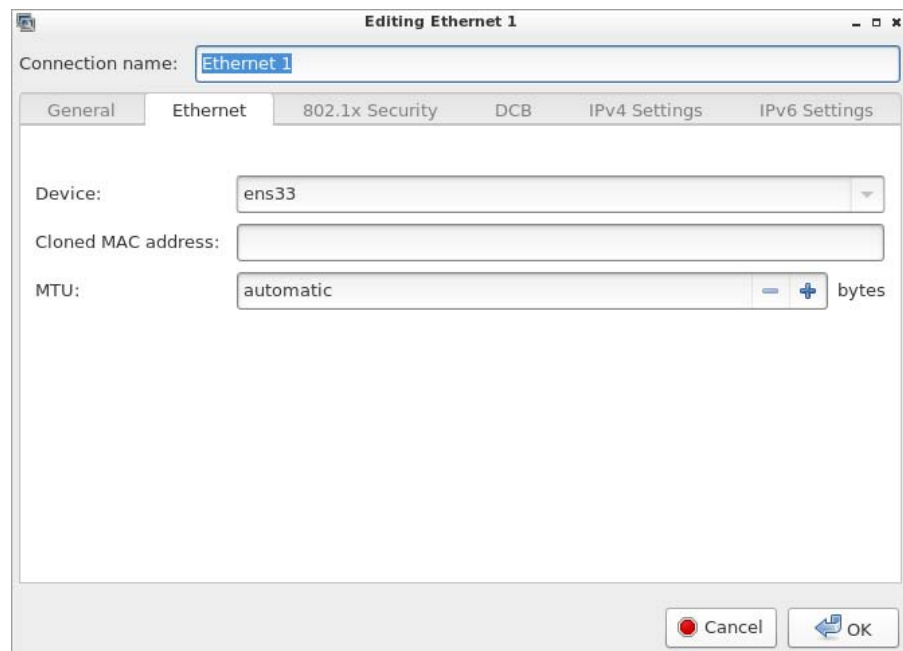 Editing Ethernet 1
Connection name: Ethernet 1
General Ethernet 802.1x Security DCB IPv4 Settings IPv6 Settings
Device: ens33
Cloned MAC address:
MTU: automatic bytes
Cancel OK